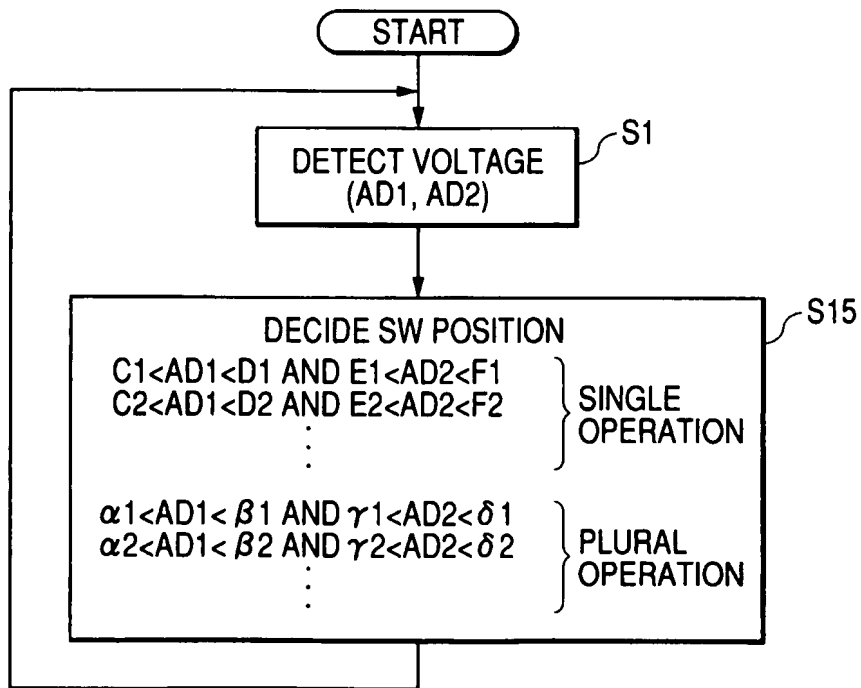 START
DETECT VOLTAGE
(AD1, AD2)
S1
DECIDE SW POSITION
S15
C1<AD1<D1 AND E1<AD2<F1
C2<AD1<D2 AND E2<AD2<F2
SINGLE
OPERATION
α1<AD1<β1 AND γ1<AD2<δ1
α2<AD1<β2 AND γ2<AD2<δ2
PLURAL
OPERATION